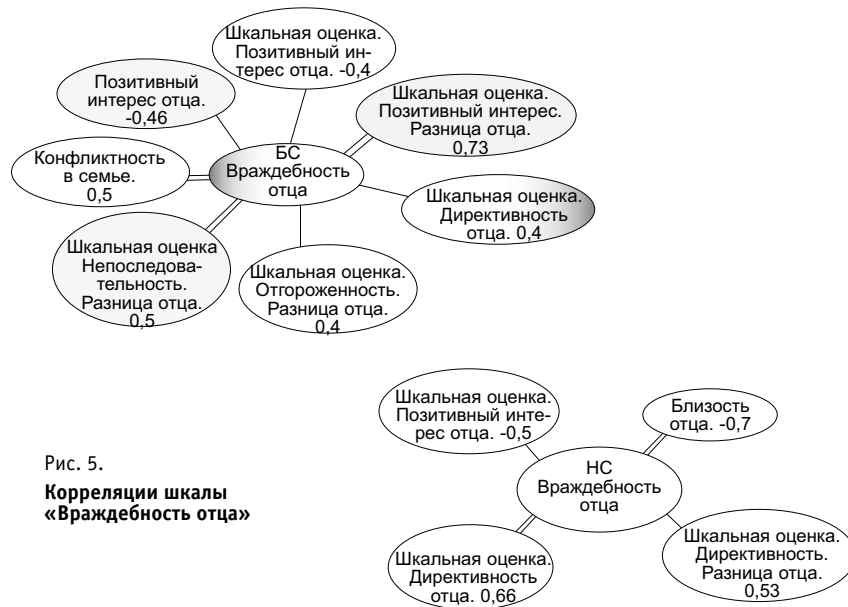 Шкальная оценка.
Позитивный ин-
терес отца. -0,4
Позитивный
интерес отца.
-0,46
Шкальная оценка.
Позитивный интерес.
Разница отца.
0,73
Конфликтность
в семье.
0,5
БС
Враждебность
отца
Шкальная оценка.
Директивность
отца. 0,4
Шкальная оценка
Непоследова-
тельность.
Разница отца.
0,5
Шкальная оценка.
Отгороженность.
Разница отца.
0,4
Шкальная оценка.
Позитивный инте-
рес отца. -0,5
Близость
отца. -0,7
НС
Враждебность
отца
Шкальная оценка.
Директивность
отца. 0,66
Шкальная оценка.
Директивность.
Разница отца.
0,53
Рис. 5.
Корреляции шкалы
«Враждебность отца»